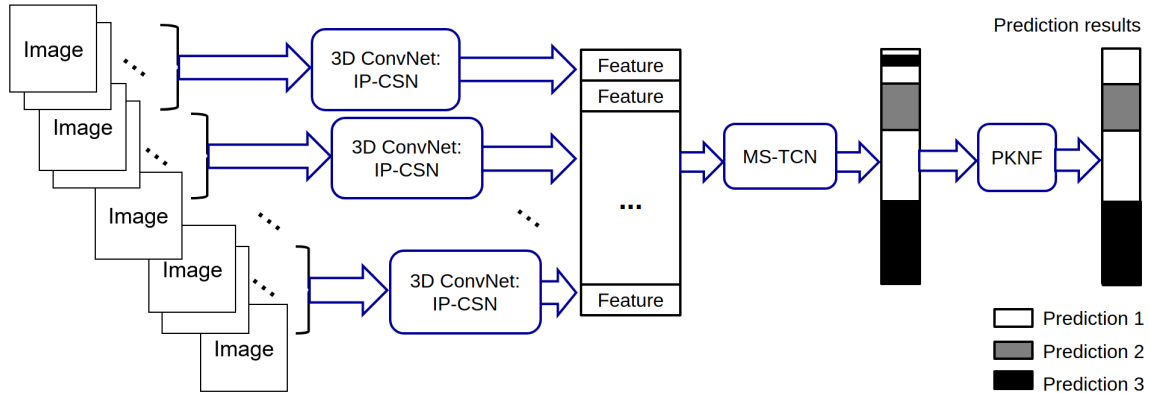 Prediction results
Image
3D ConvNet:
IP-CSN
Feature
Feature
Image
3D ConvNet:
IP-CSN
MS-TCN
PKNF
Image
...
Image
3D ConvNet:
IP-CSN
Feature
Image
Prediction 1
Prediction 2
Prediction 3